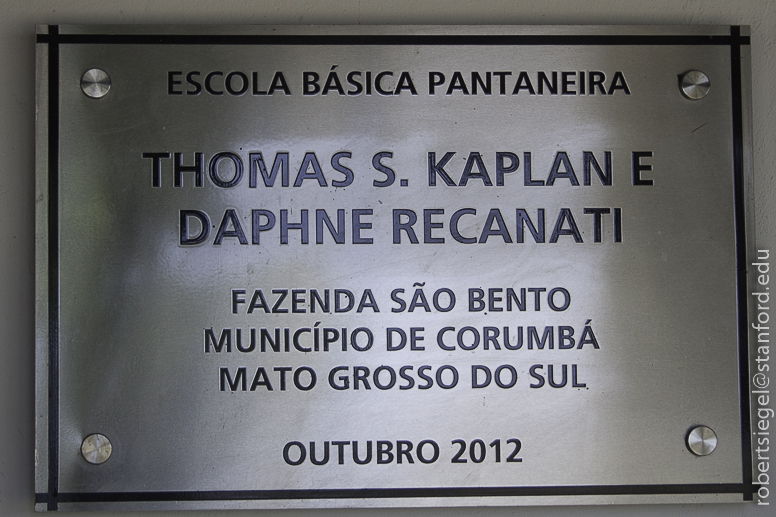 ESCOLA BÁSICA PANTANEIRA
THOMAS S. KAPLAN E
DAPHNE RECANATI
FAZENDA SÃO BENTO
MUNICÍPIO DE CORUMBÁ
MATO GROSSO DO SUL
OUTUBRO 2012
robertsiegel@stanford.edu